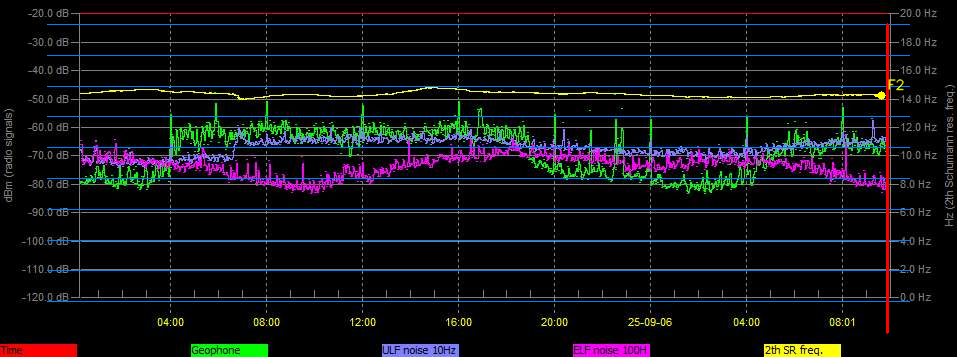 -20.0 dB 20.0 Hz
-30.0 dB 18.0 Hz
-40.0 dB 16.0 Hz
F2
-50.0 dB 14.0 Hz
-60.0 dB 12.0 Hz
-70.0 dB 10.0 Hz
-80.0 dB 8.0 Hz
-90.0 dB 6.0 Hz
-100.0 dB 4.0 Hz
-110.0 dB 2.0 Hz
-120.0 dB 0.0 Hz
dBm (radio signals)
Hz (2th Schumann res. freq.)
04:00 08:00 12:00 16:00 20:00 25-09-06 04:00 08:01
Time Geophone ULF noise 10Hz ELF noise 100H 2th SR freq.